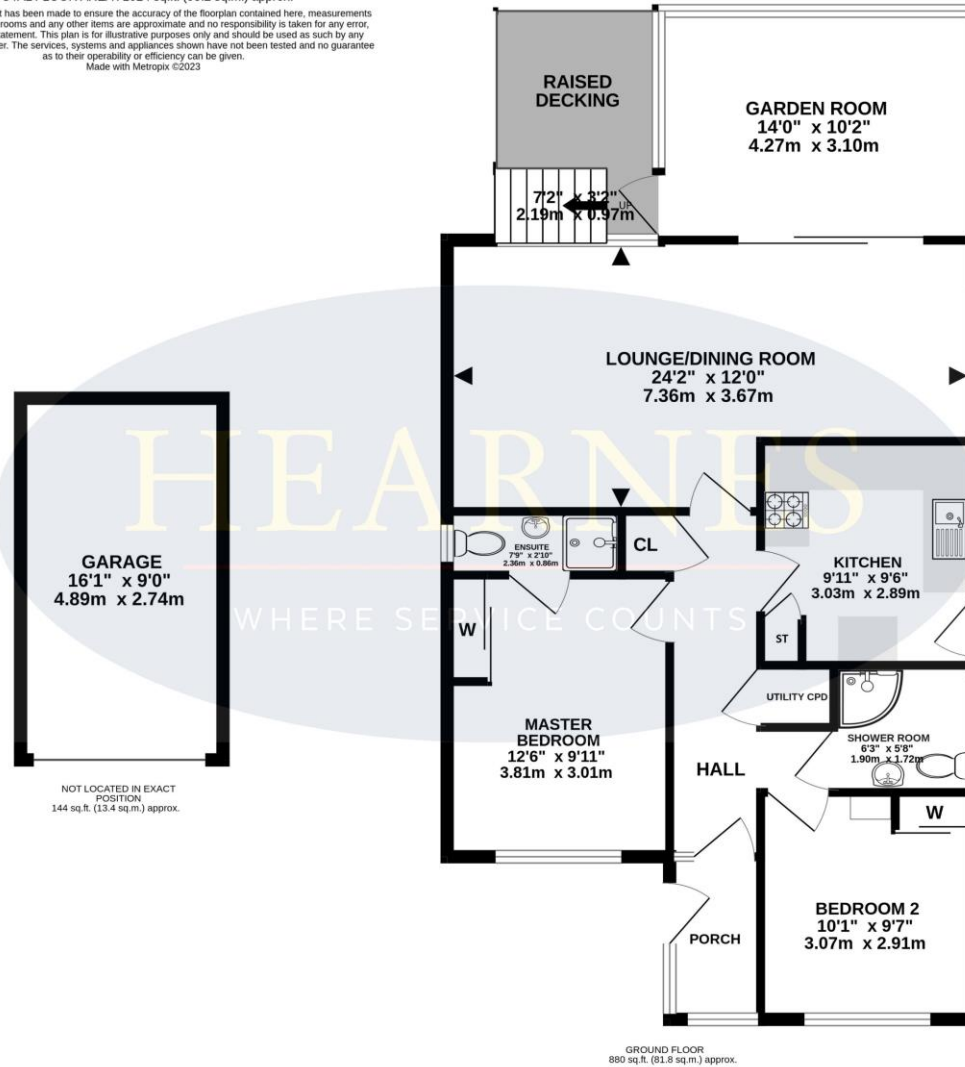 t has been made to ensure the accuracy of the floorplan contained here, measurements
rooms and any other items are approximate and no responsibility is taken for any error,
tatement. This plan is for illustrative purposes only and should be used as such by any
er. The services, systems and appliances shown have not been tested and no guarantee
as to their operability or efficiency can be given.
Made with Metropix ©2023
RAISED
DECKING
GARDEN ROOM
14'0" x 10'2"
4.27m x 3.10m
7'2" x 3'2"
2.19m x 0.97m
UP
LOUNGE/DINING ROOM
24'2" x 12'0"
7.36m x 3.67m
HEARNES
WHERE SERVICE COUNTS
GARAGE
16'1" x 9'0"
4.89m x 2.74m
NOT LOCATED IN EXACT
POSITION
144 sq.ft. (13.4 sq.m.) approx.
ENSUITE
7'9" x 2'10"
2.36m x 0.86m
CL
KITCHEN
9'11" x 9'6"
3.03m x 2.89m
W
ST
UTILITY CPD
MASTER
BEDROOM
12'6" x 9'11"
3.81m x 3.01m
SHOWER ROOM
6'3" x 5'8"
1.90m x 1.72m
HALL
W
BEDROOM 2
10'1" x 9'7"
3.07m x 2.91m
PORCH
GROUND FLOOR
880 sq.ft. (81.8 sq.m.) approx.